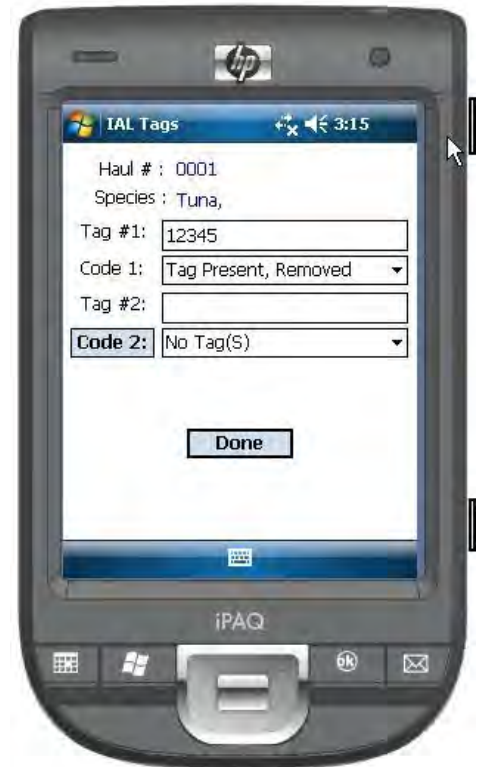 hp
IAL Tags 3:15
Haul # : 0001
Species : Tuna,
Tag #1: 12345
Code 1: Tag Present, Removed
Tag #2:
Code 2: No Tag(S)
Done
iPAQ
ok